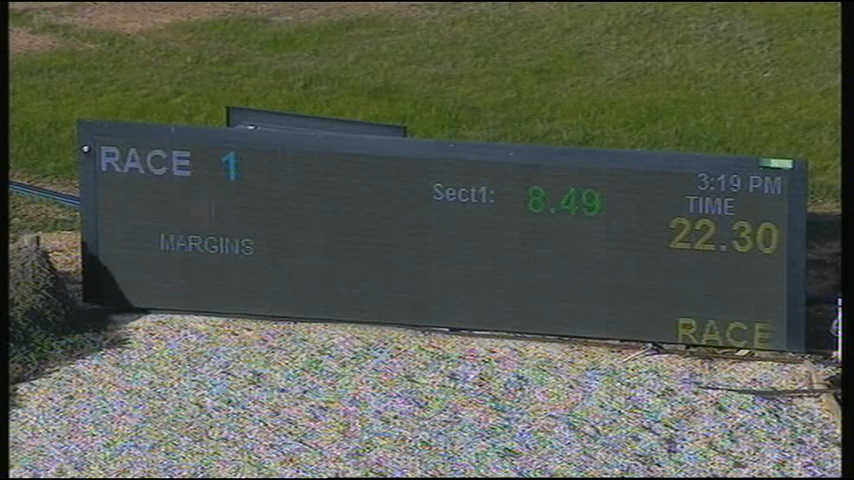 RACE 1
3:19 PM
Sect1: 8.49
TIME
22.30
MARGINS
RACE